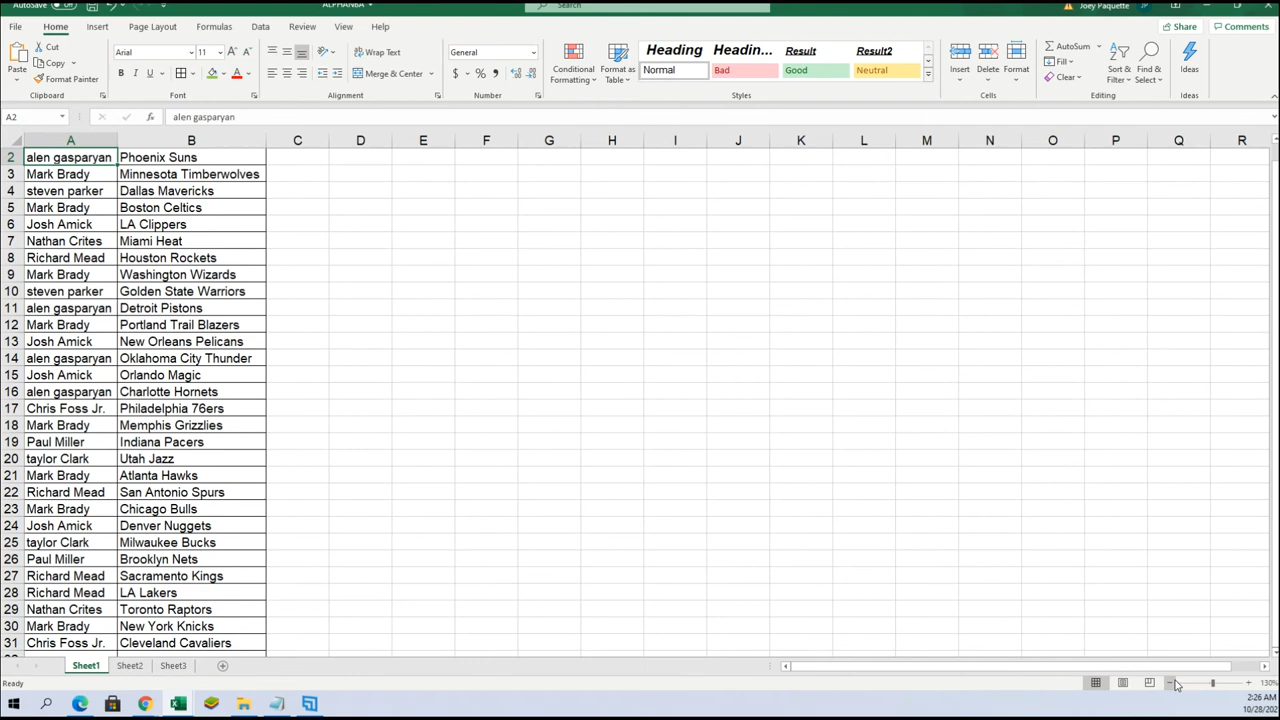 AutoSave Off ALPHANBA Search Joey Paquette
File Home Insert Page Layout Formulas Data Review View Help Share Comments
Paste Cut Copy Format Painter Clipboard
Arial 11 B I U A Font
Wrap Text Merge & Center Alignment
General $ % Number
Conditional Formatting Format as Table
Heading Headin... Result Result2
Normal Bad Good Neutral
Styles
Insert Delete Format Cells
AutoSum Fill Clear Sort & Filter Find & Select Editing
Ideas Ideas
A2 fx alen gasparyan
A B C D E F G H I J K L M N O P Q R
2 alen gasparyan Phoenix Suns
3 Mark Brady Minnesota Timberwolves
4 steven parker Dallas Mavericks
5 Mark Brady Boston Celtics
6 Josh Amick LA Clippers
7 Nathan Crites Miami Heat
8 Richard Mead Houston Rockets
9 Mark Brady Washington Wizards
10 steven parker Golden State Warriors
11 alen gasparyan Detroit Pistons
12 Mark Brady Portland Trail Blazers
13 Josh Amick New Orleans Pelicans
14 alen gasparyan Oklahoma City Thunder
15 Josh Amick Orlando Magic
16 alen gasparyan Charlotte Hornets
17 Chris Foss Jr. Philadelphia 76ers
18 Mark Brady Memphis Grizzlies
19 Paul Miller Indiana Pacers
20 taylor Clark Utah Jazz
21 Mark Brady Atlanta Hawks
22 Richard Mead San Antonio Spurs
23 Mark Brady Chicago Bulls
24 Josh Amick Denver Nuggets
25 taylor Clark Milwaukee Bucks
26 Paul Miller Brooklyn Nets
27 Richard Mead Sacramento Kings
28 Richard Mead LA Lakers
29 Nathan Crites Toronto Raptors
30 Mark Brady New York Knicks
31 Chris Foss Jr. Cleveland Cavaliers
Sheet1 Sheet2 Sheet3
Ready 130%
2:26 AM
10/28/202